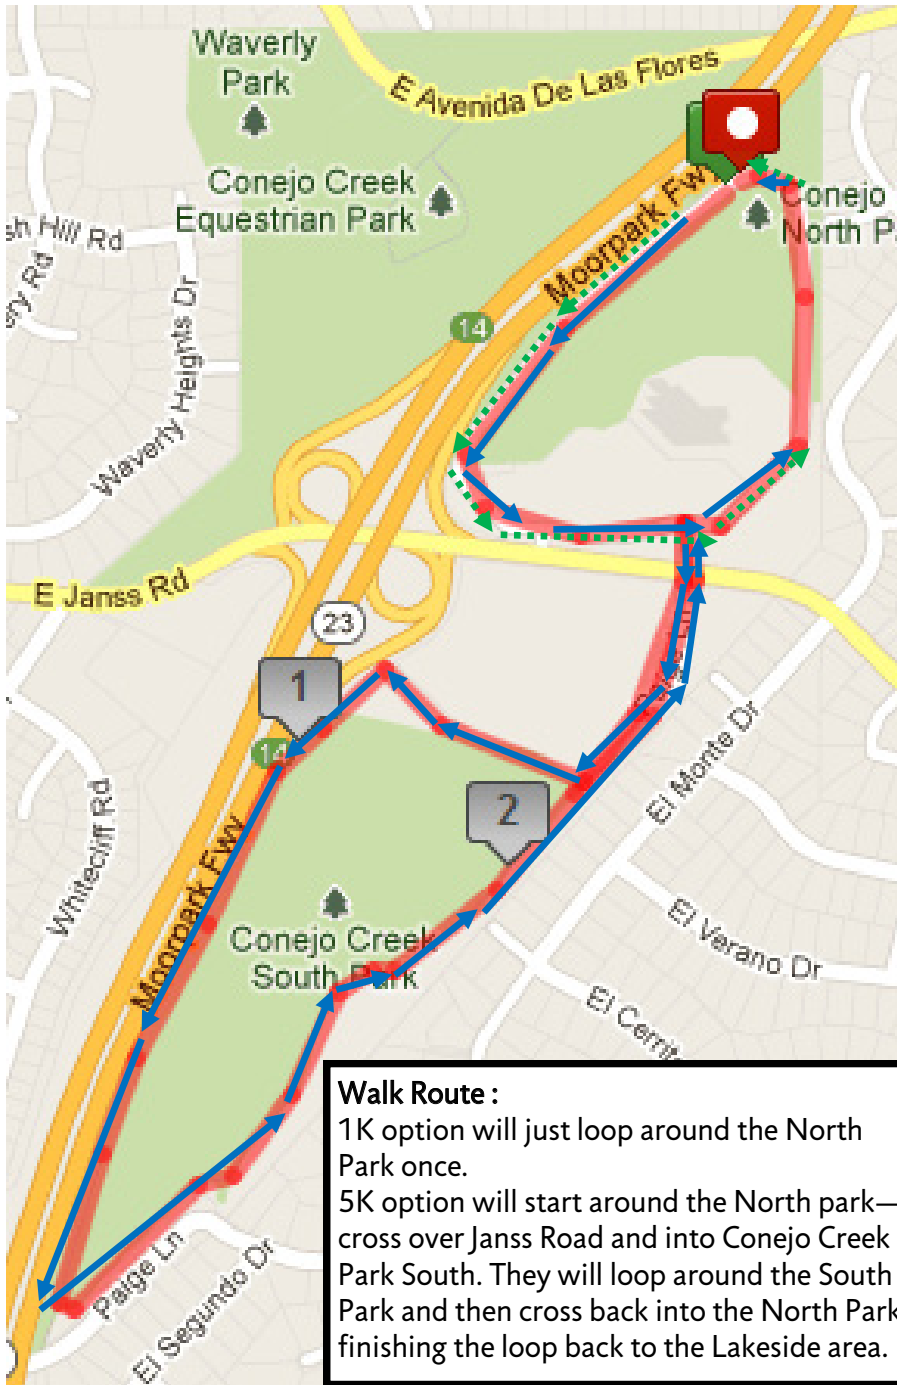 Waverly
Park
E Avenida De Las Flores
Conejo Creek
Equestrian Park
Moorpark Fwy
Conejo
North P
sh Hill Rd
ery Rd
Waverly Heights Dr
14
E Janss Rd
23
1
14
2
El Monte Dr
Whitecliff Rd
Moorpark Fwy
Conejo Creek
South Park
El Verano Dr
El Cerrit
Paige Ln
El Segundo Dr
Walk Route :
1K option will just loop around the North
Park once.
5K option will start around the North park—
cross over Janss Road and into Conejo Creek
Park South. They will loop around the South
Park and then cross back into the North Park
finishing the loop back to the Lakeside area.